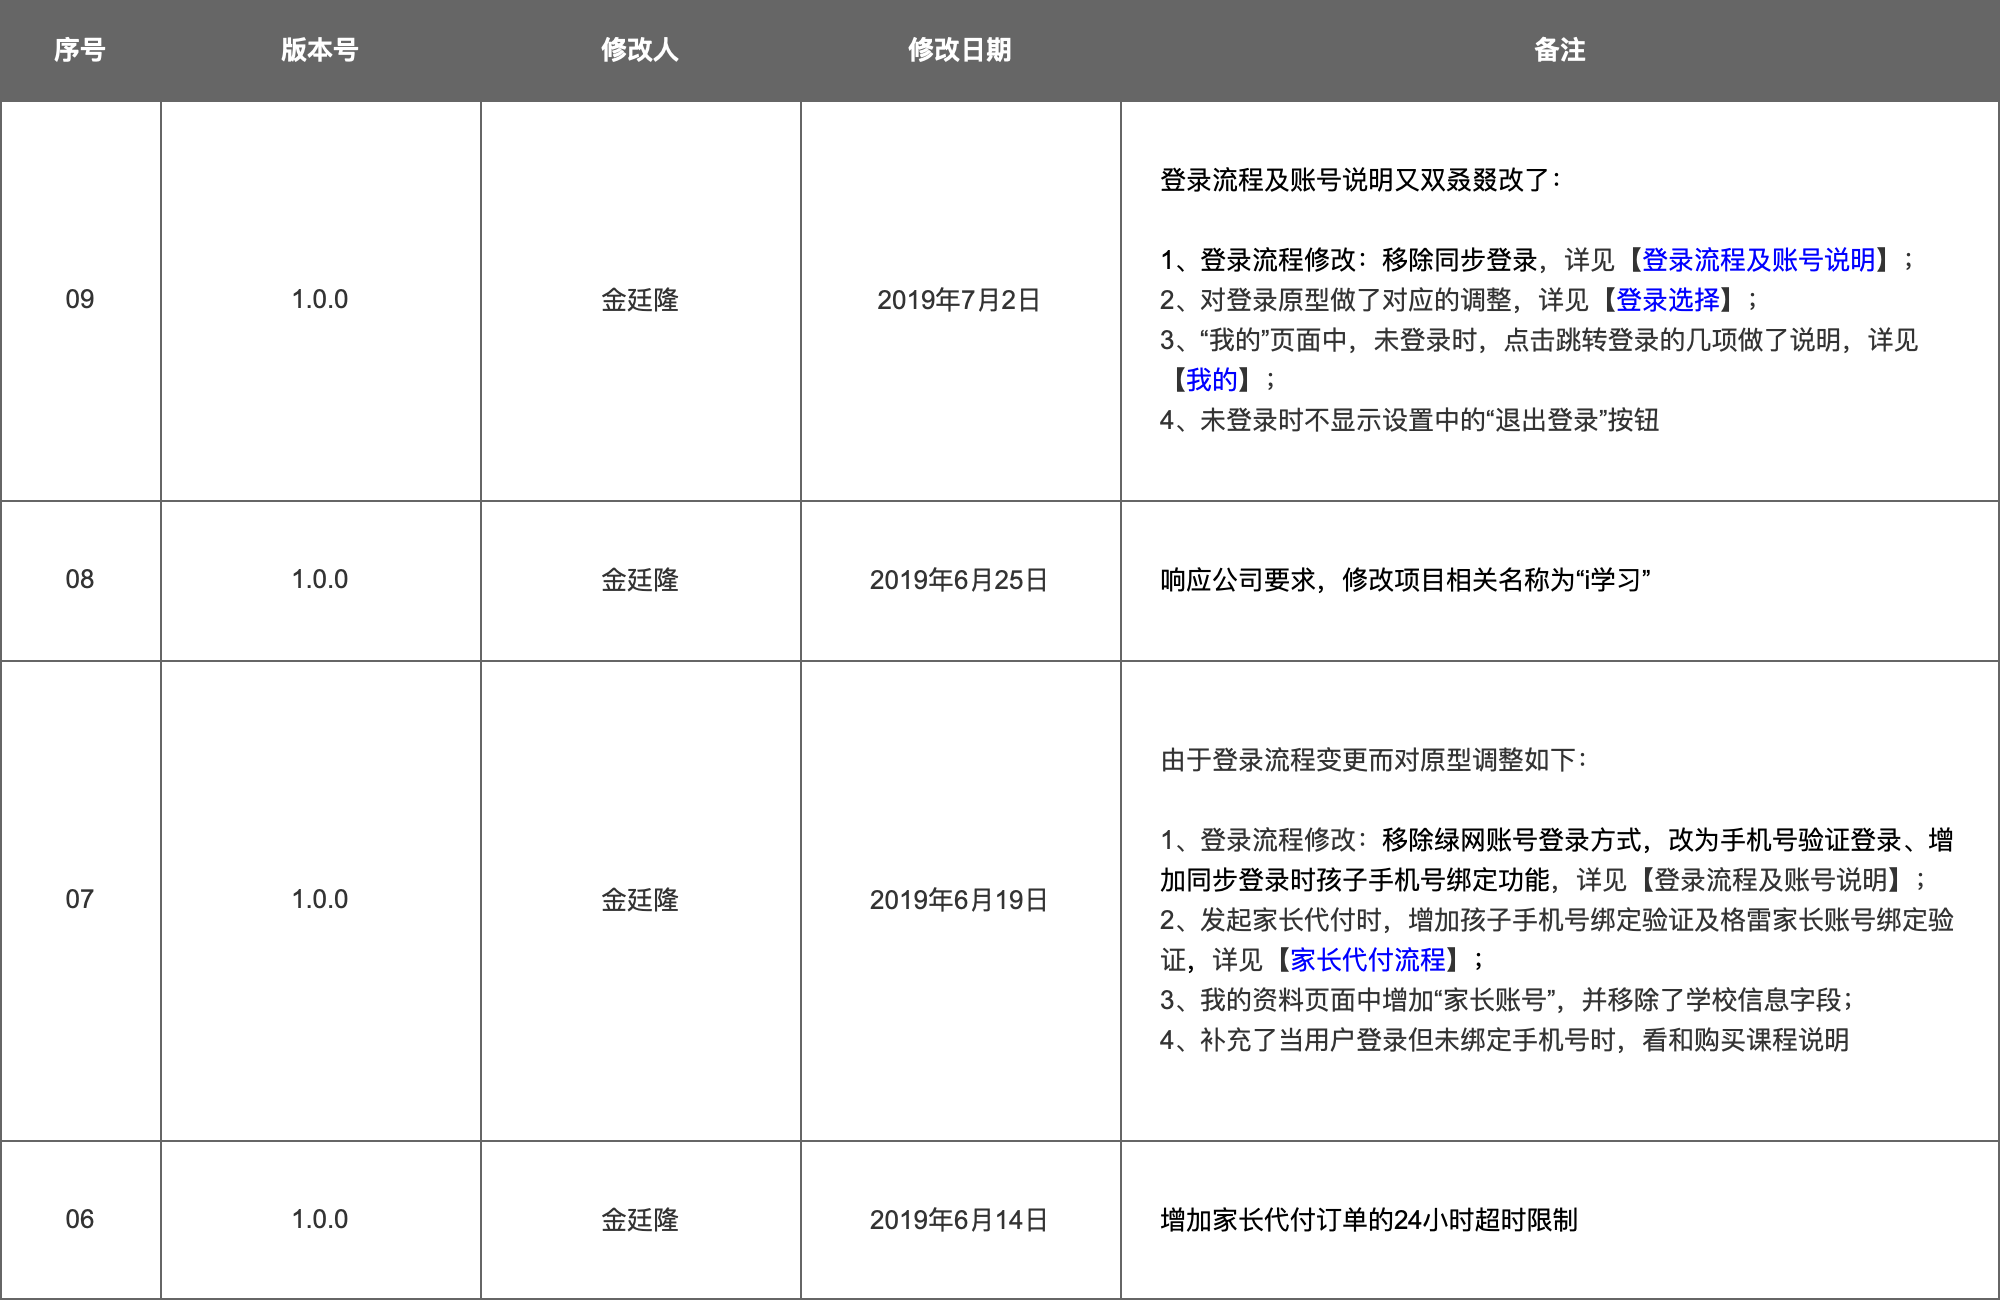 序号 版本号 修改人 修改日期 备注
登录流程及账号说明又双叒叕改了：
1、登录流程修改：移除同步登录，详见【登录流程及账号说明】；
09 1.0.0 金廷隆 2019年7月2日 2、对登录原型做了对应的调整，详见【登录选择】；
3、“我的”页面中，未登录时，点击跳转登录的几项做了说明，详见
【我的】；
4、未登录时不显示设置中的“退出登录”按钮
08 1.0.0 金廷隆 2019年6月25日 响应公司要求，修改项目相关名称为“i学习”
由于登录流程变更而对原型调整如下：
1、登录流程修改：移除绿网账号登录方式，改为手机号验证登录、增
加同步登录时孩子手机号绑定功能，详见【登录流程及账号说明】；
07 1.0.0 金廷隆 2019年6月19日 2、发起家长代付时，增加孩子手机号绑定验证及格雷家长账号绑定验
证，详见【家长代付流程】；
3、我的资料页面中增加“家长账号”，并移除了学校信息字段；
4、补充了当用户登录但未绑定手机号时，看和购买课程说明
06 1.0.0 金廷隆 2019年6月14日 增加家长代付订单的24小时超时限制